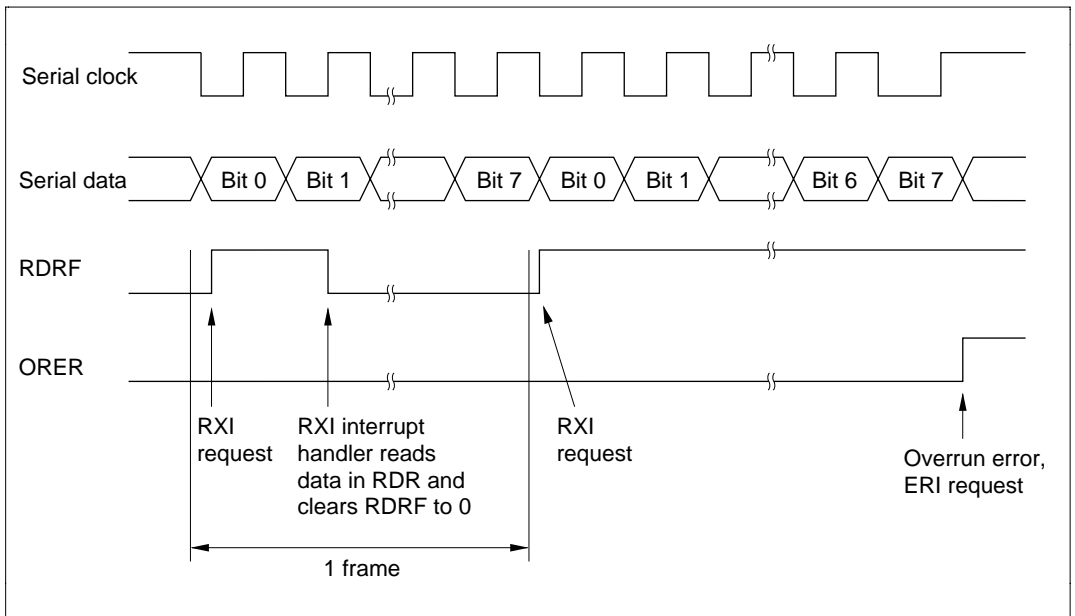 Serial clock
Serial data
Bit 0
Bit 1
Bit 7
Bit 0
Bit 1
Bit 6
Bit 7
RDRF
ORER
RXI
request
RXI interrupt
handler reads
data in RDR and
clears RDRF to 0
RXI
request
Overrun error,
ERI request
1 frame